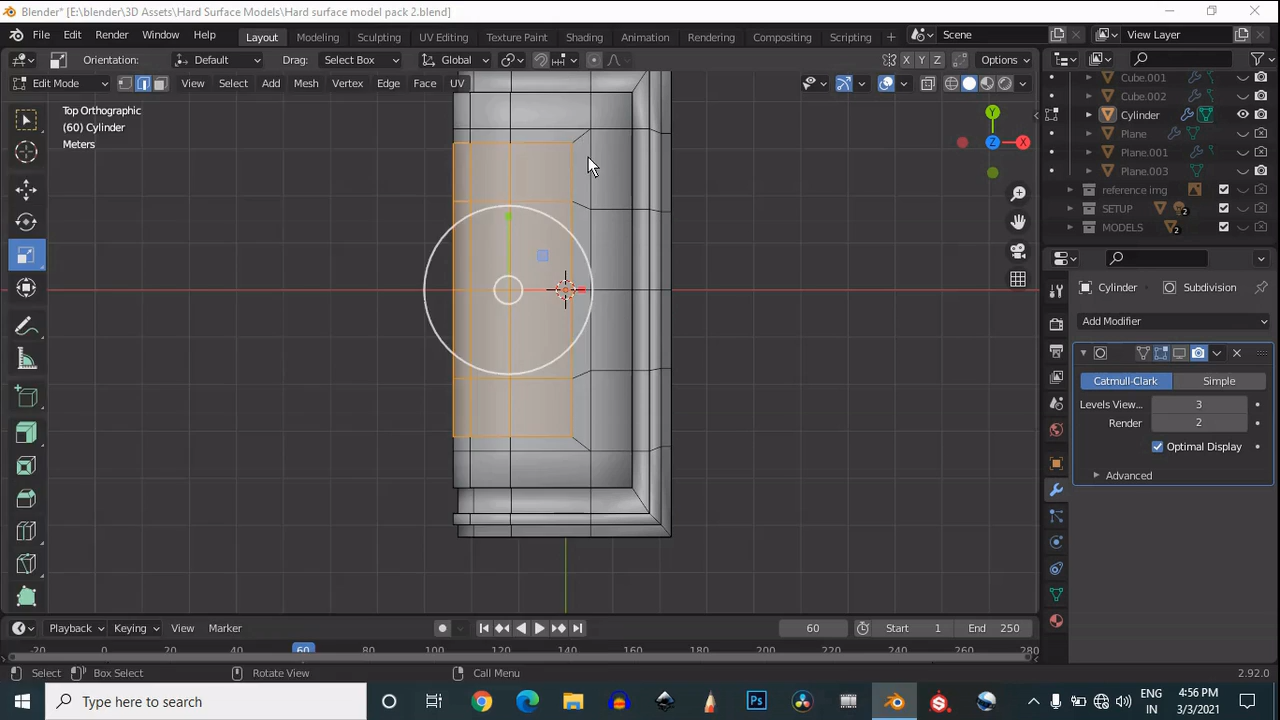 Blender* [E:\blender\3D Assets\Hard Surface Models\Hard surface model pack 2.blend]
File Edit Render Window Help
Layout Modeling Sculpting UV Editing Texture Paint Shading Animation Rendering Compositing Scripting
Scene
View Layer
Orientation: Default Drag: Select Box Global X Y Z Options
Edit Mode View Select Add Mesh Vertex Edge Face UV
Top Orthographic
(60) Cylinder
Meters
Y
Z
X
Cube.001
Cube.002
Cylinder
Plane
Plane.001
Plane.003
reference img
SETUP 2
MODELS 2
Cylinder Subdivision
Add Modifier
Catmull-Clark Simple
Levels View... 3
Render 2
Optimal Display
Advanced
Playback Keying View Marker 60 Start 1 End 250
-20 0 20 40 60 80 100 120 140 160 180 200 220 240 260 280
Select Box Select Rotate View Call Menu 2.92.0
Type here to search
ENG
IN
4:56 PM
3/3/2021